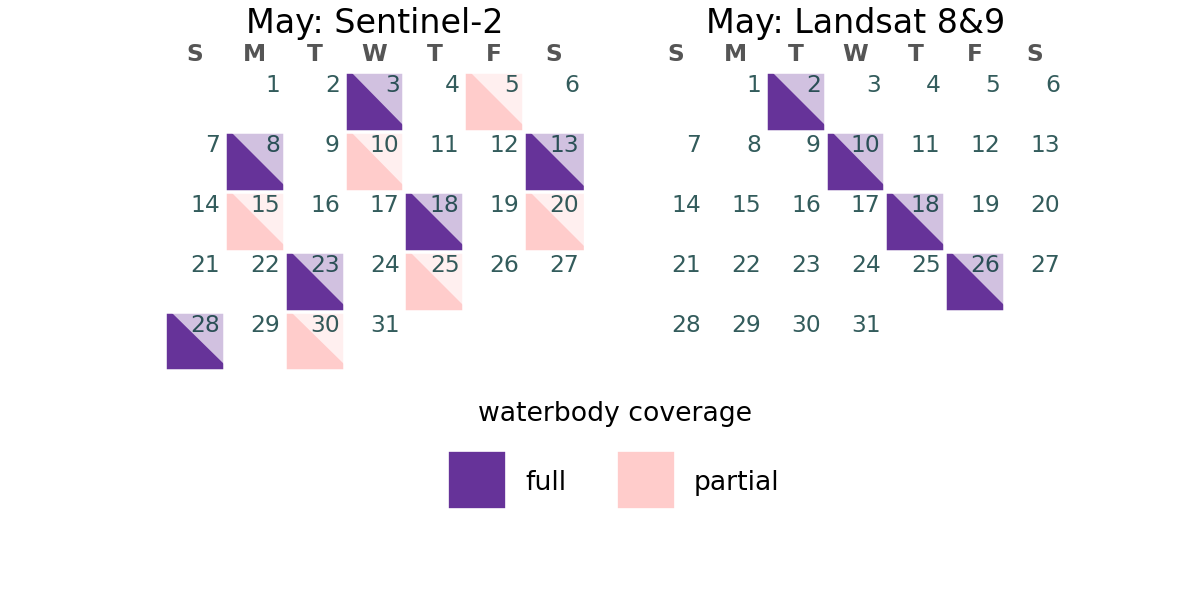 May: Sentinel-2
S M T W T F S
1 2 3 4 5 6
7 8 9 10 11 12 13
14 15 16 17 18 19 20
21 22 23 24 25 26 27
28 29 30 31
May: Landsat 8&9
S M T W T F S
1 2 3 4 5 6
7 8 9 10 11 12 13
14 15 16 17 18 19 20
21 22 23 24 25 26 27
28 29 30 31
waterbody coverage
full
partial